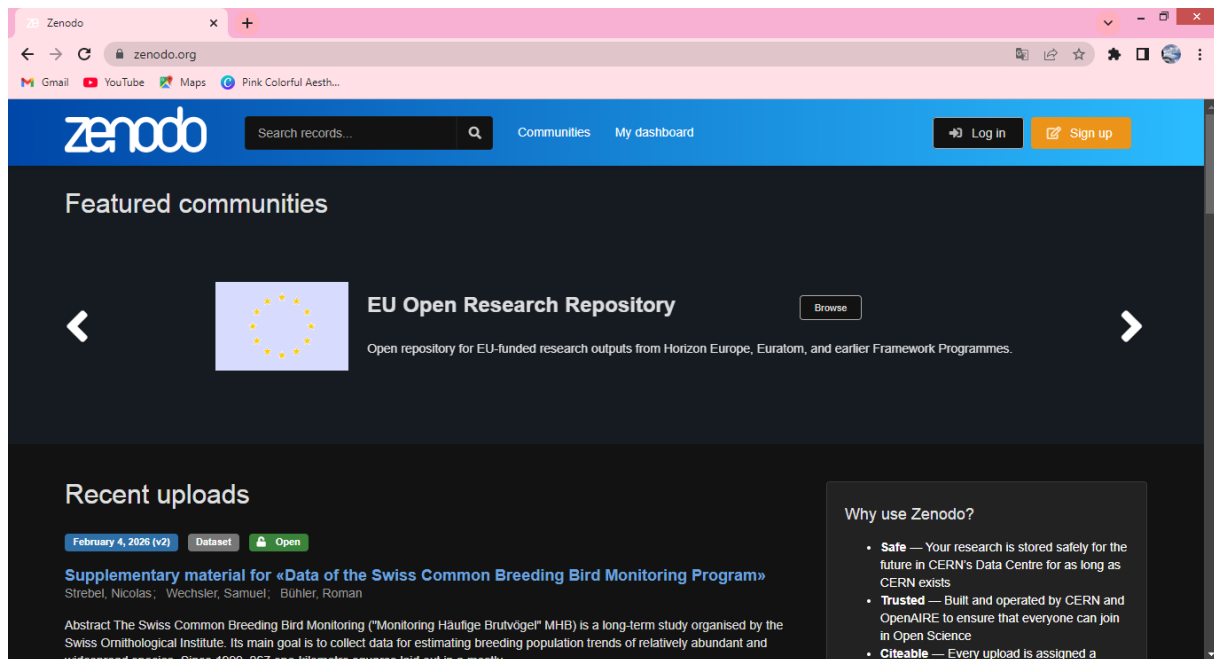 Zenodo
zenodo.org
Gmail YouTube Maps Pink Colorful Aesth...
zenodo Search records... Communities My dashboard Log in Sign up
Featured communities
EU Open Research Repository Browse
Open repository for EU-funded research outputs from Horizon Europe, Euratom, and earlier Framework Programmes.
Recent uploads
February 4, 2026 (v2) Dataset Open
Supplementary material for «Data of the Swiss Common Breeding Bird Monitoring Program»
Strebel, Nicolas; Wechsler, Samuel; Bühler, Roman
Abstract The Swiss Common Breeding Bird Monitoring ("Monitoring Häufige Brutvögel" MHB) is a long-term study organised by the
Swiss Ornithological Institute. Its main goal is to collect data for estimating breeding population trends of relatively abundant and
Why use Zenodo?
Safe — Your research is stored safely for the
future in CERN's Data Centre for as long as
CERN exists
Trusted — Built and operated by CERN and
OpenAIRE to ensure that everyone can join
in Open Science
Citeable — Every upload is assigned a